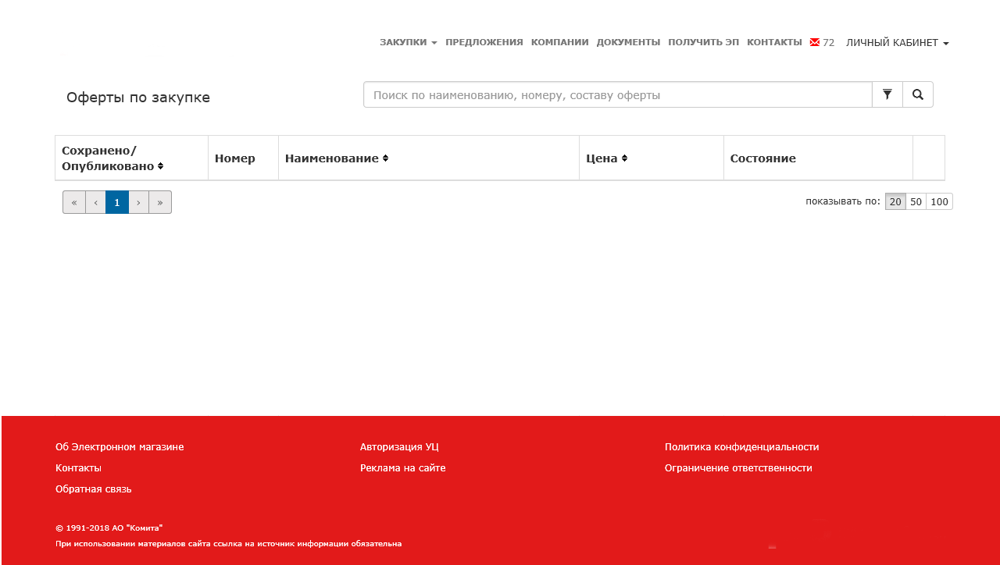 ЗАКУПКИ ПРЕДЛОЖЕНИЯ КОМПАНИИ ДОКУМЕНТЫ ПОЛУЧИТЬ ЭП КОНТАКТЫ 72 ЛИЧНЫЙ КАБИНЕТ
Оферты по закупке
Поиск по наименованию, номеру, составу оферты
Сохранено/
Опубликовано
Номер
Наименование
Цена
Состояние
« ‹ 1 › »
показывать по: 20 50 100
Об Электронном магазине
Контакты
Обратная связь
Авторизация УЦ
Реклама на сайте
Политика конфиденциальности
Ограничение ответственности
© 1991-2018 АО "Комита"
При использовании материалов сайта ссылка на источник информации обязательна